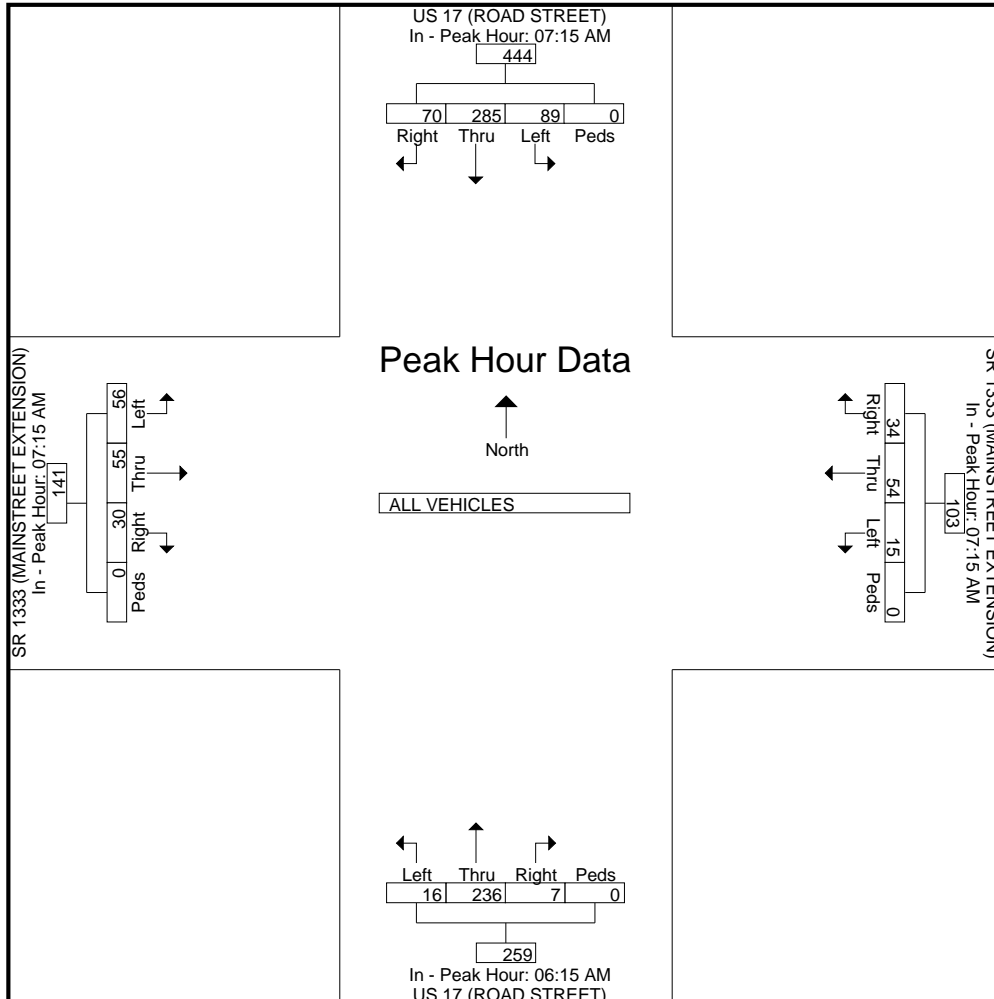 US 17 (ROAD STREET)
In - Peak Hour: 07:15 AM
444
70 285 89 0
Right Thru Left Peds
Peak Hour Data
North
ALL VEHICLES
SR 1333 (MAINSTREET EXTENSION)
In - Peak Hour: 07:15 AM
141
56 55 30 0
Left Thru Right Peds
SR 1333 (MAINSTREET EXTENSION)
In - Peak Hour: 07:15 AM
103
34 54 15 0
Right Thru Left Peds
Left Thru Right Peds
16 236 7 0
259
In - Peak Hour: 06:15 AM
US 17 (ROAD STREET)